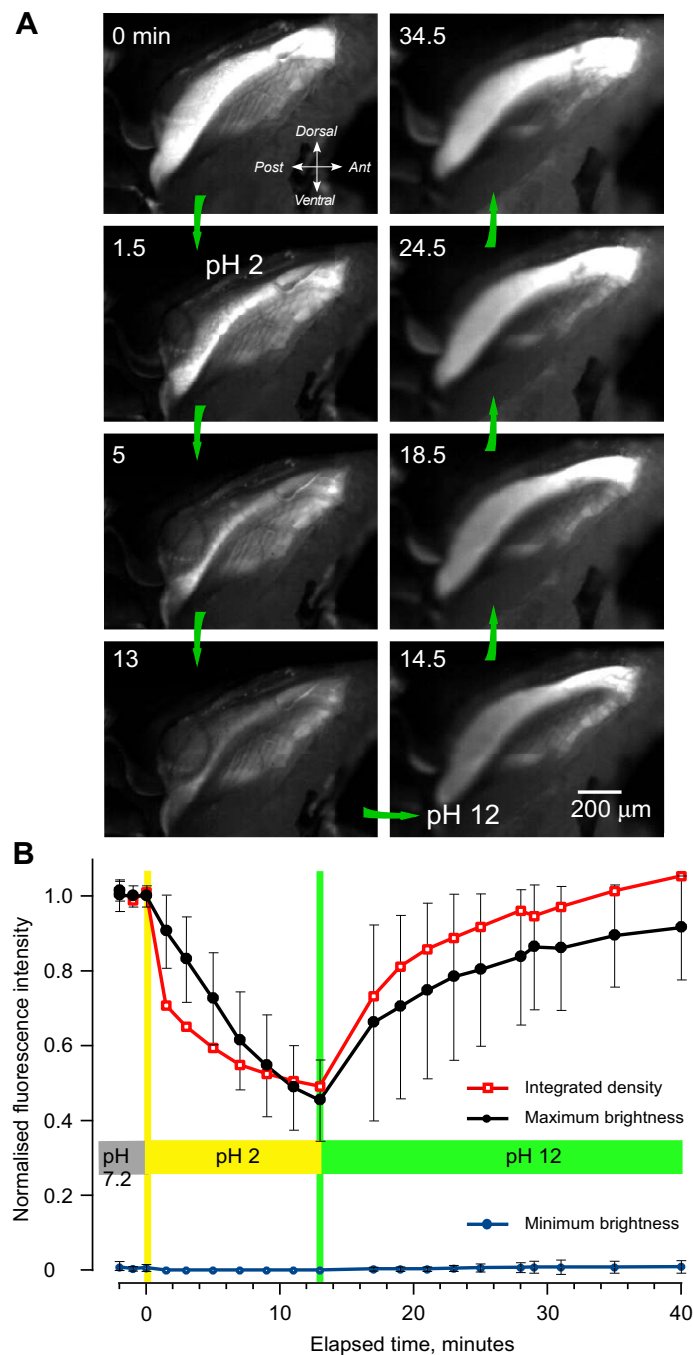 A
0 min
Dorsal
Post
Ant
Ventral
34.5
1.5
pH 2
24.5
5
18.5
13
14.5
pH 12
200 µm
B
Normalised fluorescence intensity
1.0
0.8
0.6
0.4
0.2
0
Integrated density
Maximum brightness
pH
7.2
pH 2
pH 12
Minimum brightness
0
10
20
30
40
Elapsed time, minutes